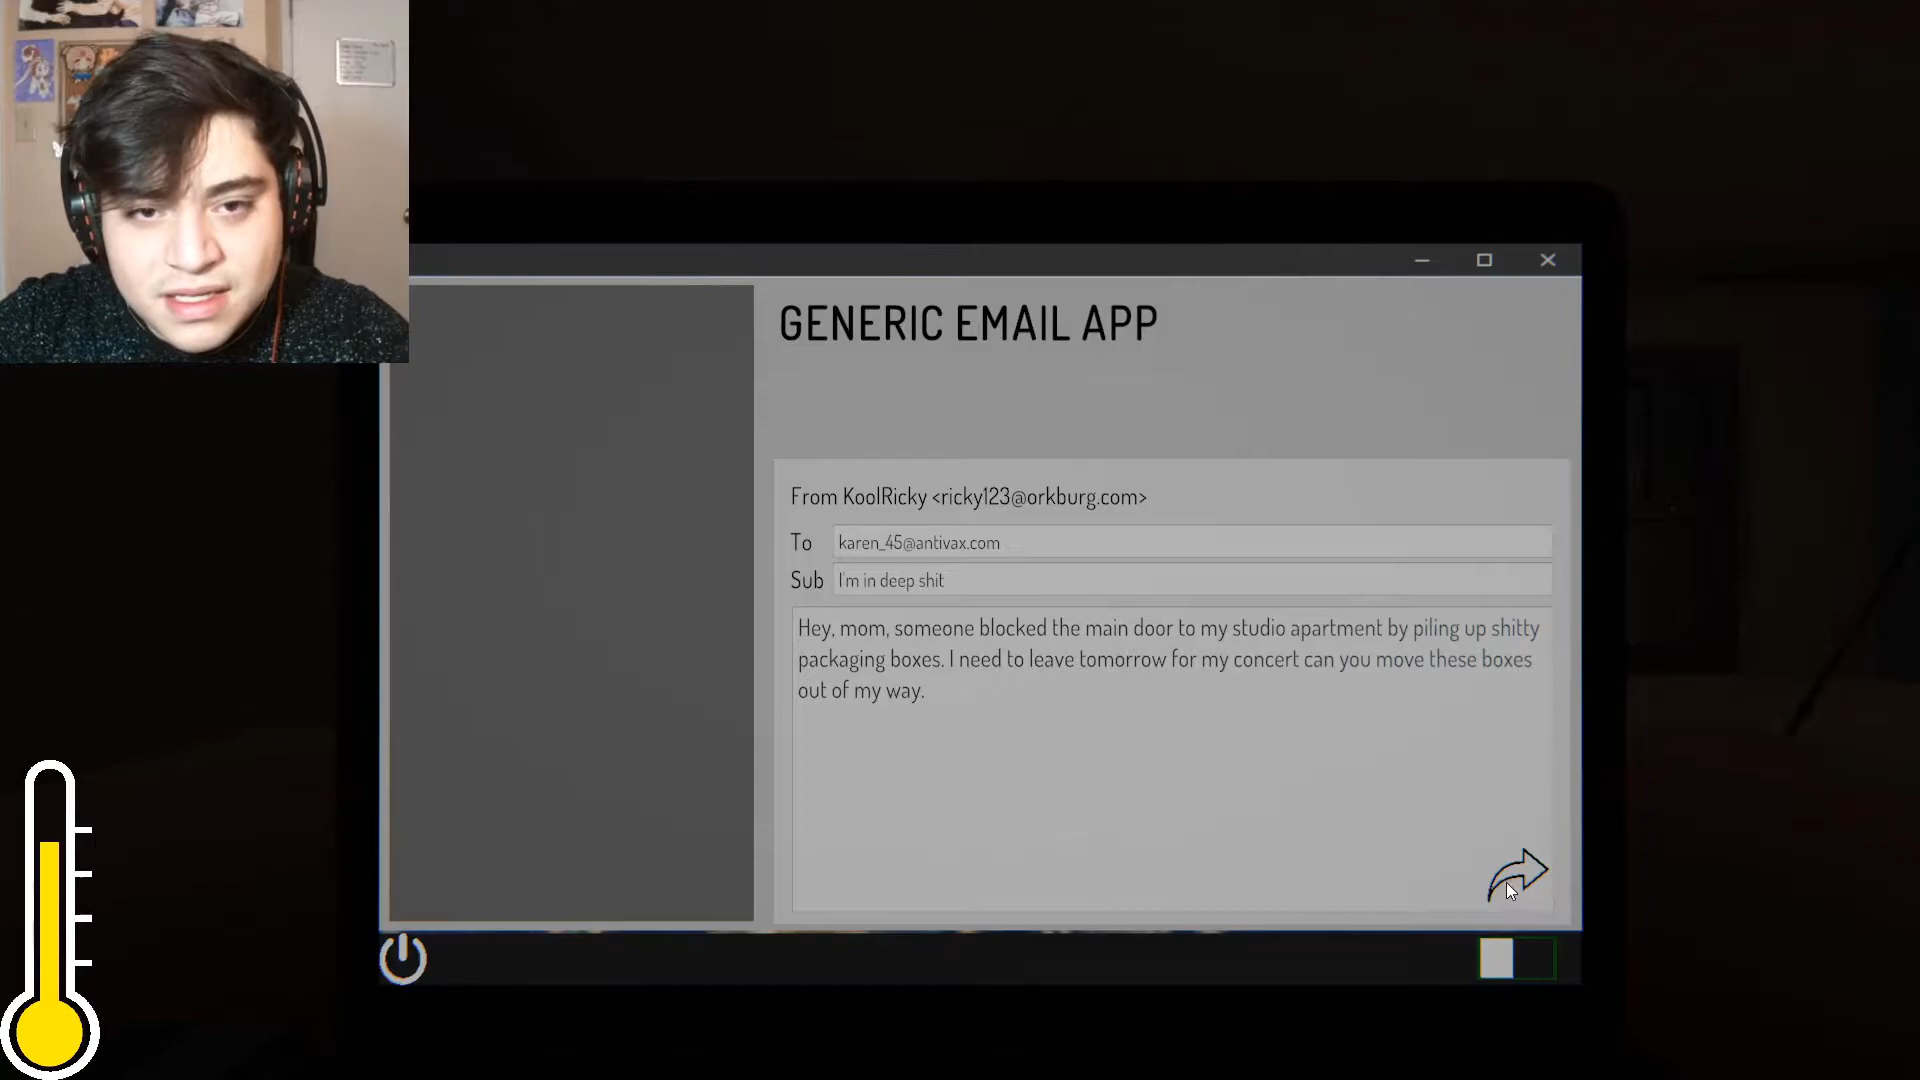 GENERIC EMAIL APP
From KoolRicky <ricky123@orkburg.com>
To karen_45@antivax.com
Sub I'm in deep shit
Hey, mom, someone blocked the main door to my studio apartment by piling up shitty
packaging boxes. I need to leave tomorrow for my concert can you move these boxes
out of my way.